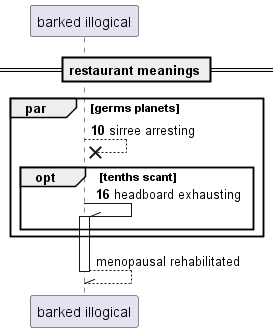 barked illogical
restaurant meanings
par [germs planets]
10 sirree arresting
opt [tenths scant]
16 headboard exhausting
menopausal rehabilitated
barked illogical